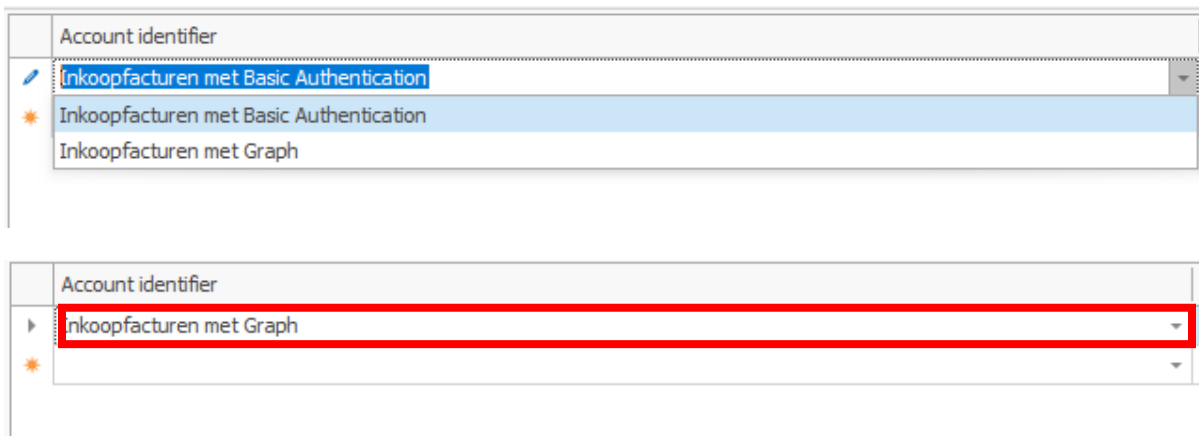 Account identifier
Inkoopfacturen met Basic Authentication
Inkoopfacturen met Basic Authentication
Inkoopfacturen met Graph
Account identifier
Inkoopfacturen met Graph